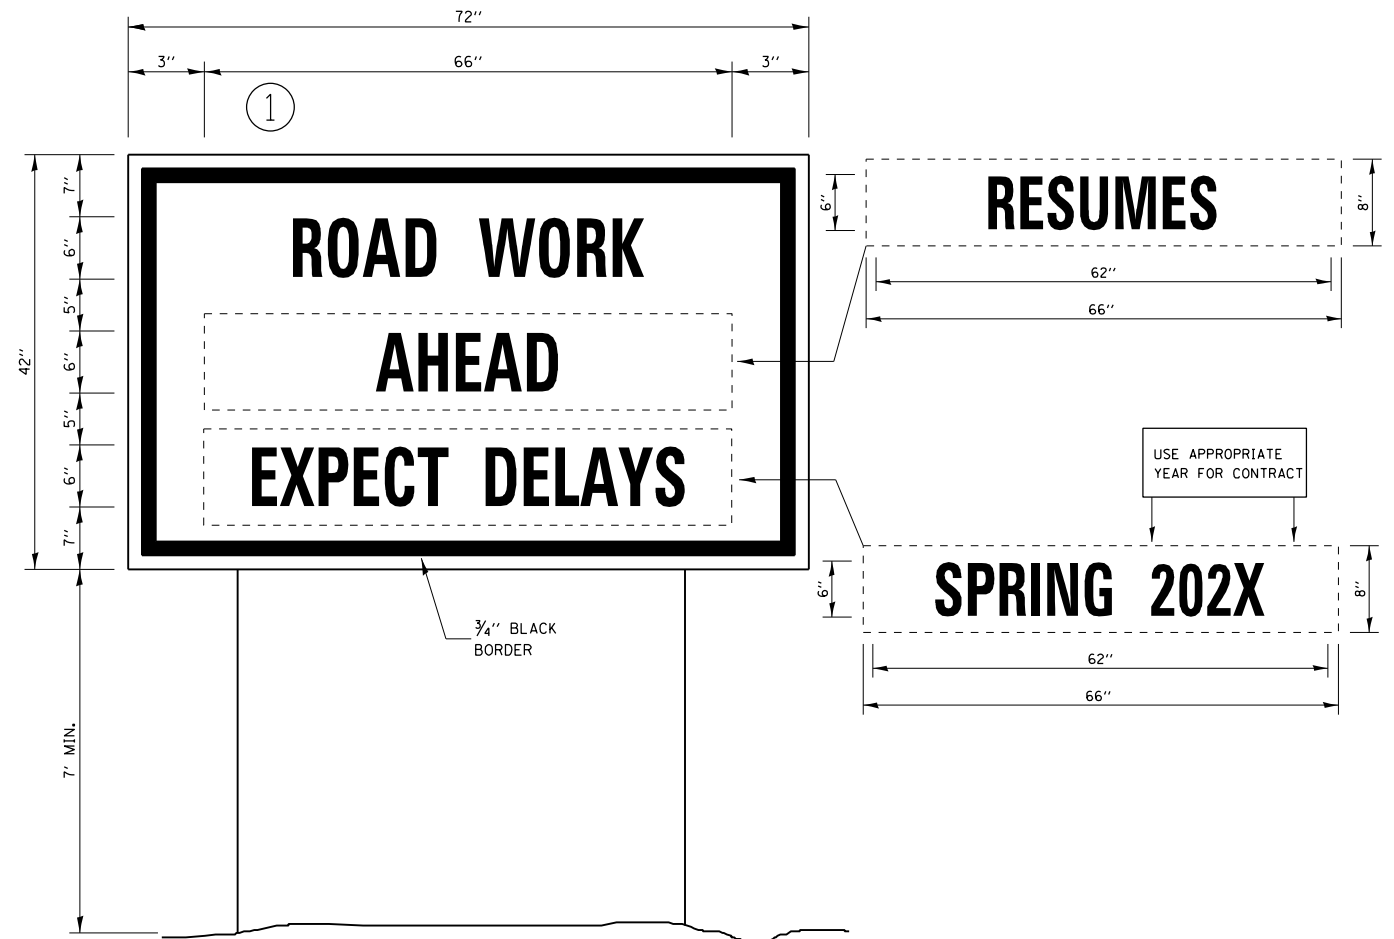 72''
3'' 66'' 3''
1
7''
6''
5''
6''
5''
6''
7''
42''
7' MIN.
ROAD WORK
AHEAD
EXPECT DELAYS
¾'' BLACK
BORDER
6''
RESUMES
8''
62''
66''
USE APPROPRIATE
YEAR FOR CONTRACT
6''
SPRING 202X
8''
62''
66''